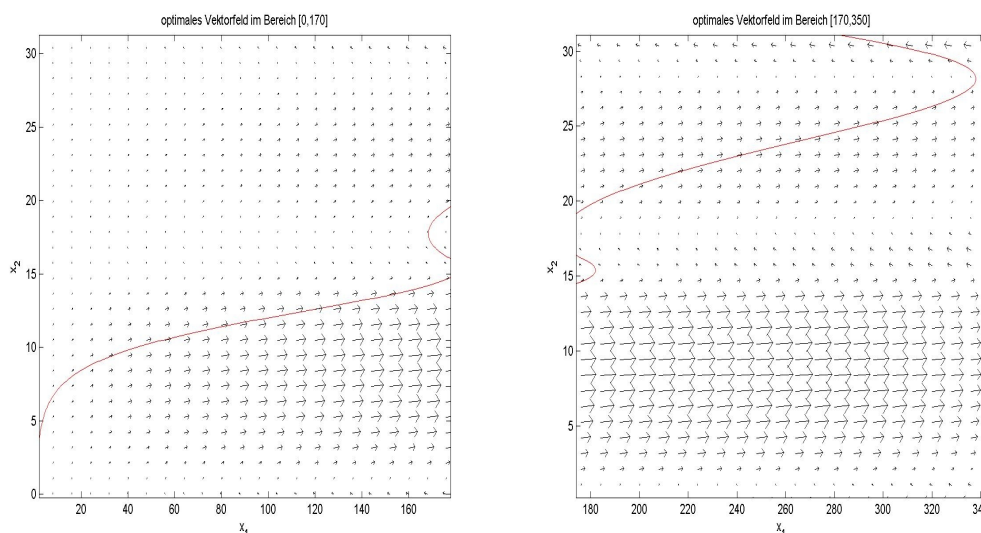 optimales Vektorfeld im Bereich [0,170]
30
25
20
15
10
5
0
x₂
20 40 60 80 100 120 140 160
x₁
optimales Vektorfeld im Bereich [170,350]
30
25
20
15
10
5
x₂
180 200 220 240 260 280 300 320 340
x₁